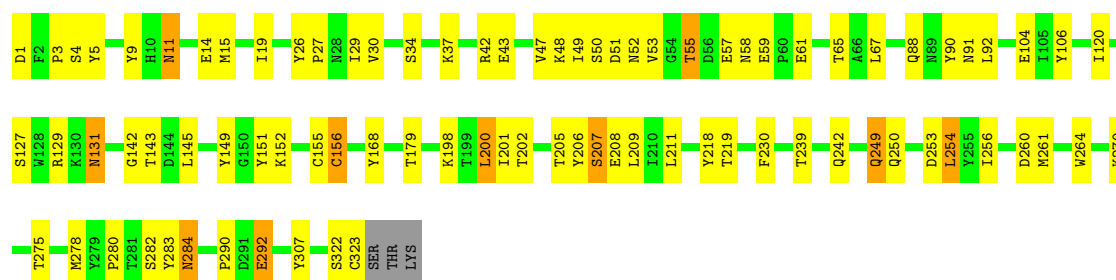 D1 F2 P3 S4 Y5 Y9 H10 N11 E14 M15 I19 Y26 P27 N28 I29 V30 S34 K37 R42 E43 V47 K48 I49 S50 D51 N52 V53 G54 T55 D56 E57 N58 E59 P60 E61 T65 A66 L67 Q88 N89 Y90 N91 L92 E104 I105 Y106 I120
S127 W128 R129 K130 N131 G142 T143 D144 L145 Y149 G150 Y151 K152 C155 C156 Y168 T179 K198 T199 L200 I201 T202 T205 Y206 S207 E208 L209 I210 L211 Y218 T219 F230 T239 Q242 Q249 Q250 D253 L254 Y255 I256 D260 M261 W264
T275 M278 Y279 P280 T281 S282 Y283 N284 P290 D291 E292 Y307 S322 C323 SER THR LYS